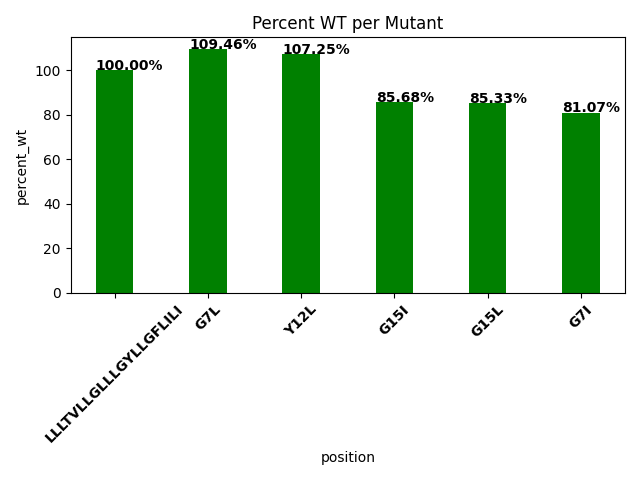 Percent WT per Mutant
percent_wt
100
80
60
40
20
0
100.00%
109.46%
107.25%
85.68%
85.33%
81.07%
LLLTVLLGLLLGYLLGFLILI
G7L
Y12L
G15I
G15L
G7I
position